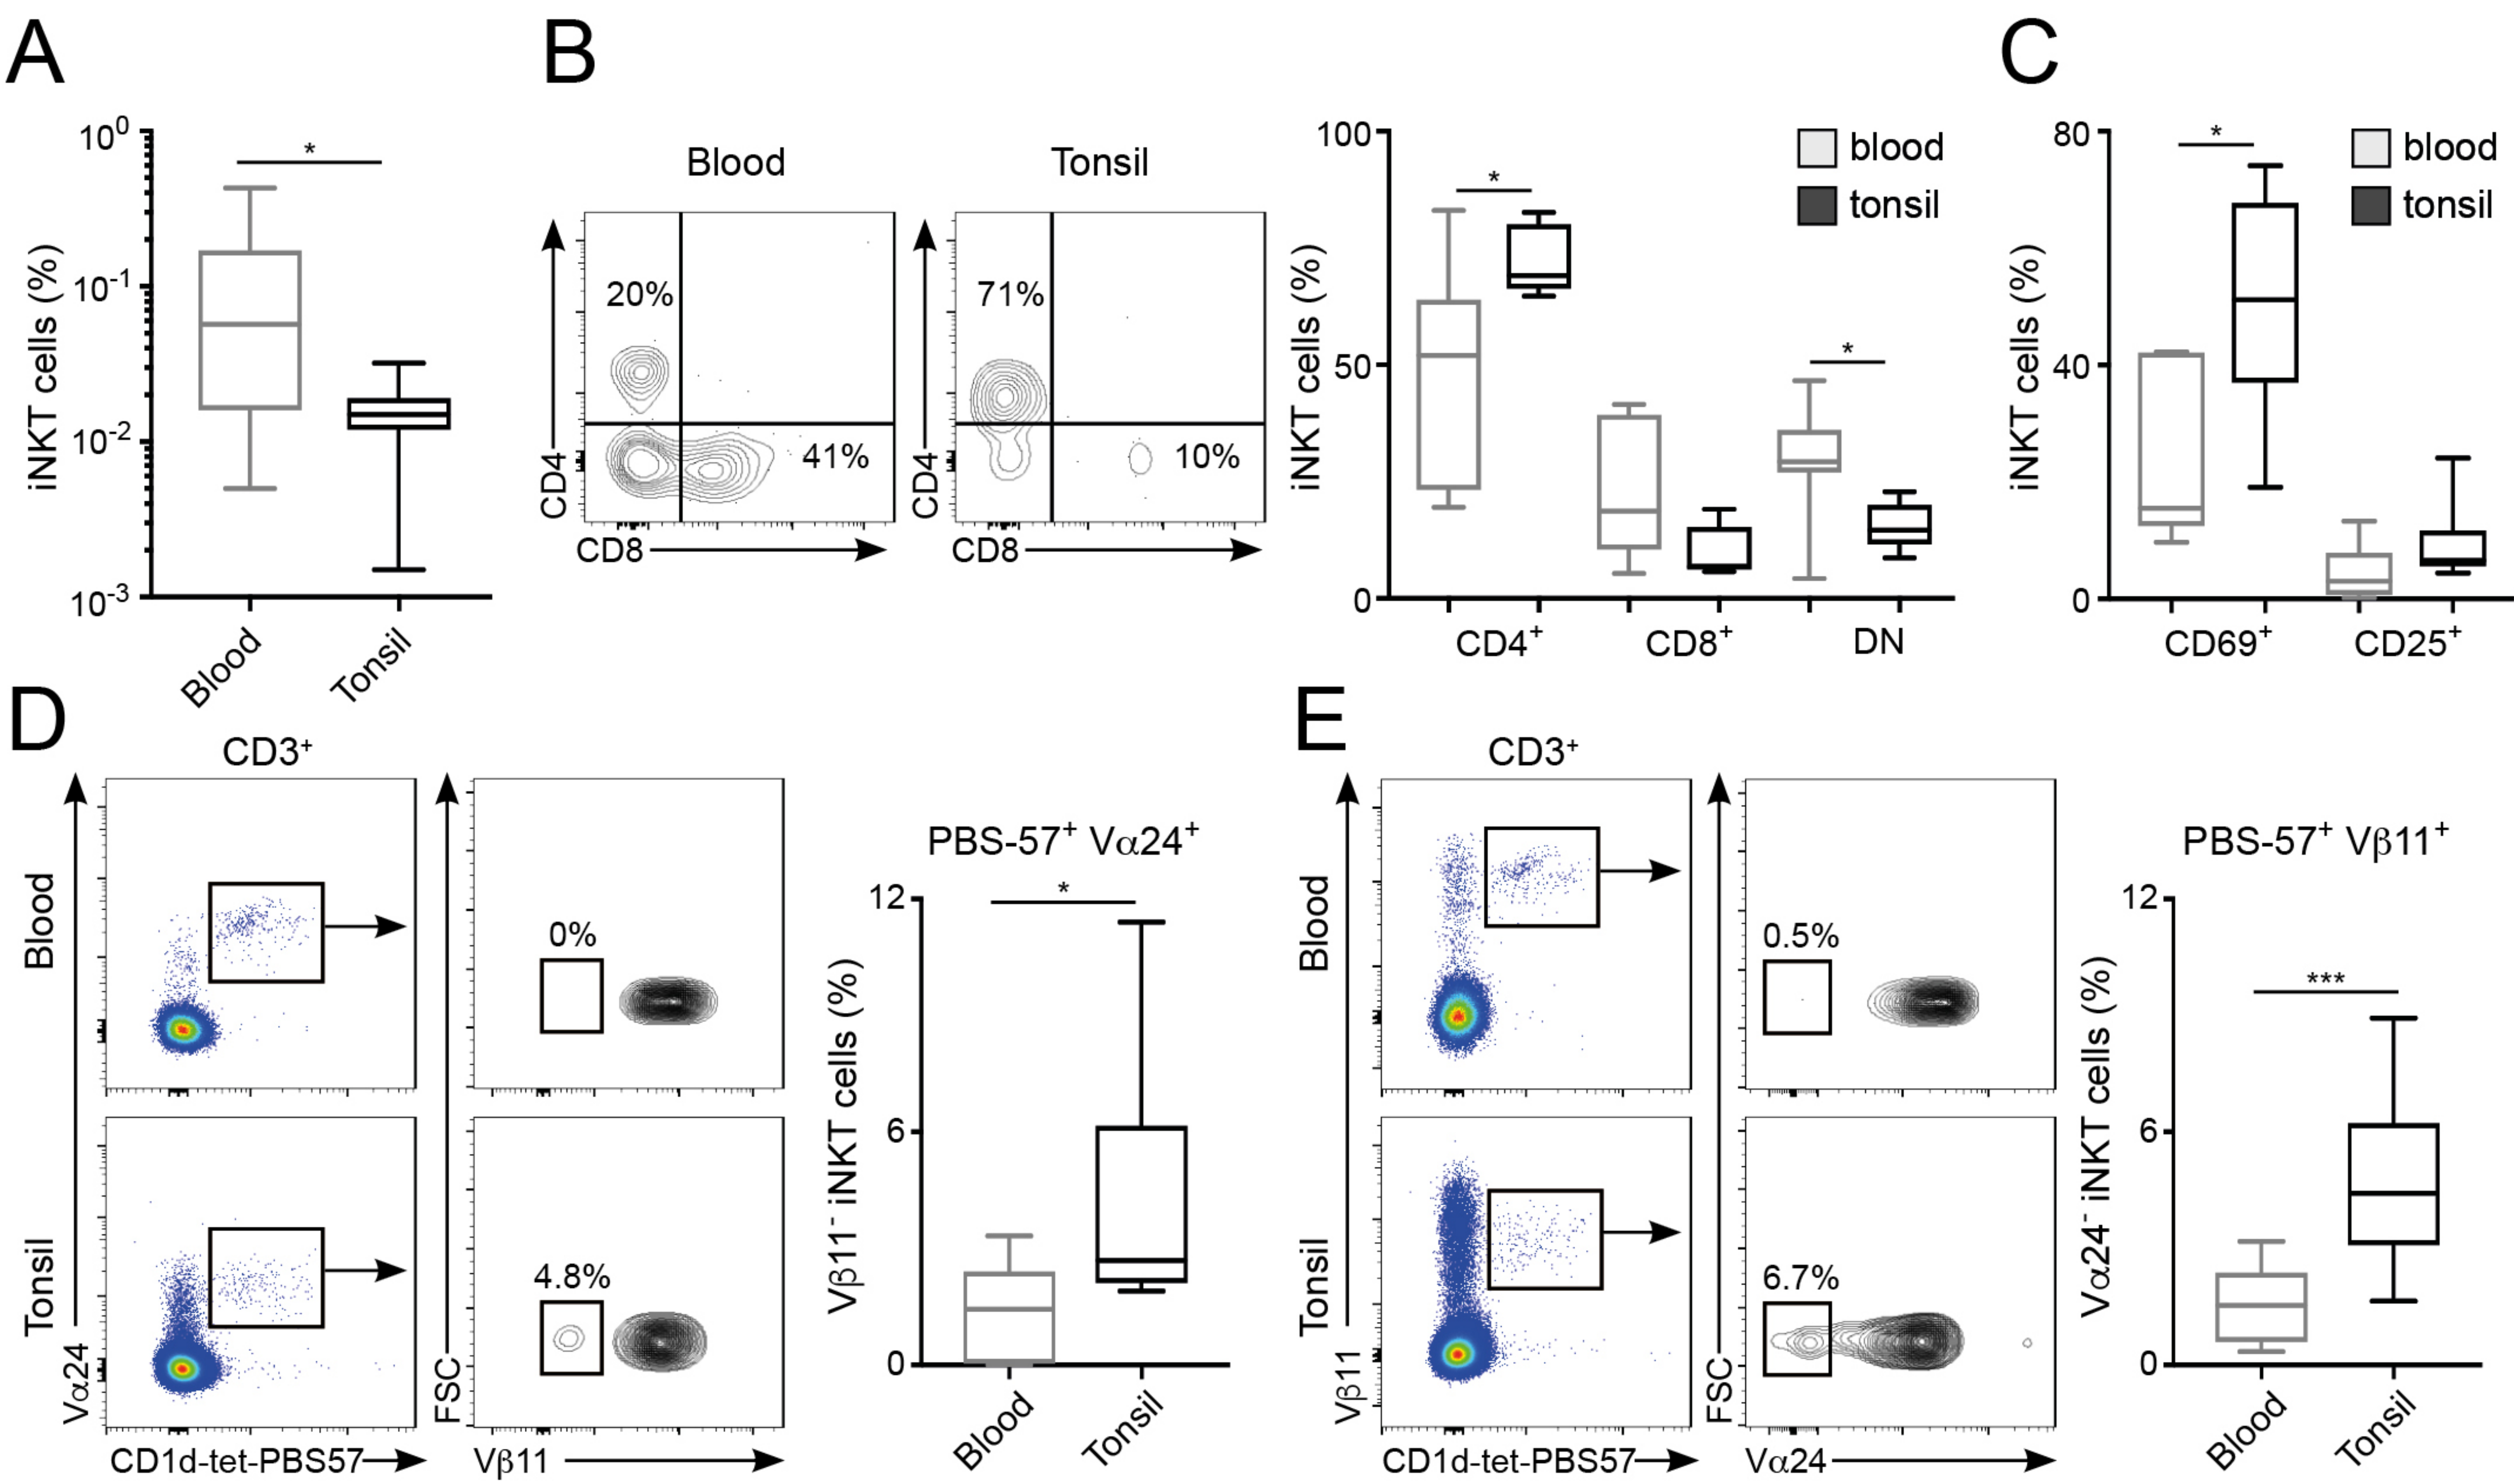 A
iNKT cells (%)
10⁰
10⁻¹
10⁻²
10⁻³
*
Blood
Tonsil
B
Blood
CD4
20%
41%
CD8
Tonsil
CD4
71%
10%
CD8
iNKT cells (%)
100
50
0
*
*
blood
tonsil
CD4⁺
CD8⁺
DN
C
iNKT cells (%)
80
40
0
*
blood
tonsil
CD69⁺
CD25⁺
D
CD3⁺
Blood
0%
Tonsil
4.8%
Vα24
CD1d-tet-PBS57
FSC
Vβ11
PBS-57⁺ Vα24⁺
Vβ11⁻ iNKT cells (%)
12
6
0
*
Blood
Tonsil
E
CD3⁺
Blood
0.5%
Tonsil
6.7%
Vβ11
CD1d-tet-PBS57
FSC
Vα24
PBS-57⁺ Vβ11⁺
Vα24⁻ iNKT cells (%)
12
6
0
***
Blood
Tonsil